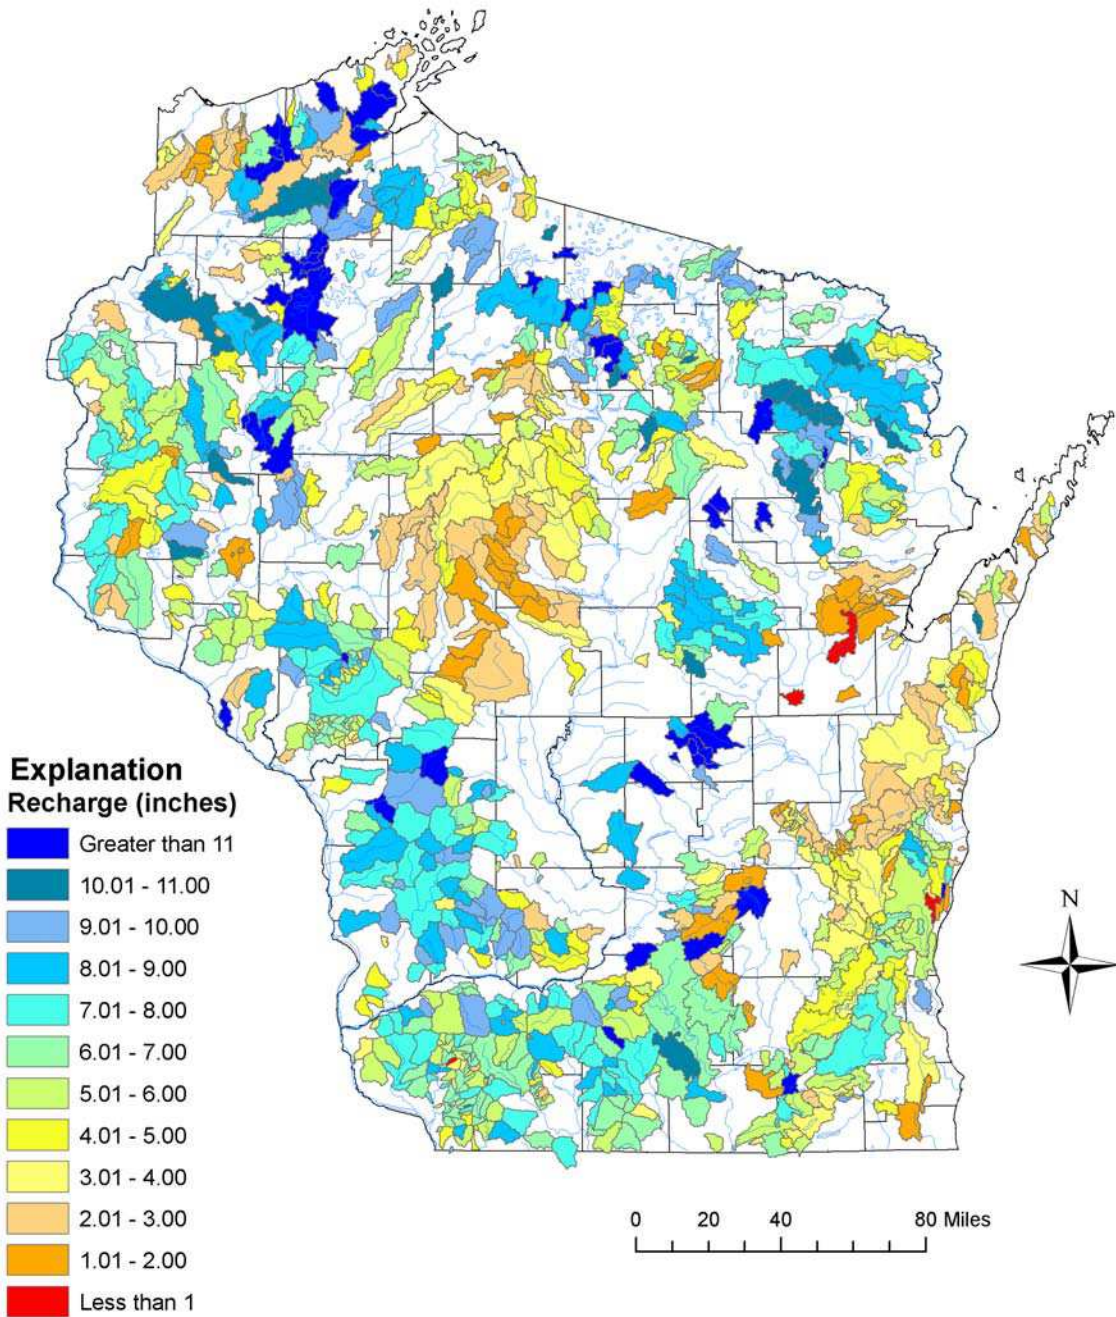 Explanation
Recharge (inches)
Greater than 11
10.01 - 11.00
9.01 - 10.00
8.01 - 9.00
7.01 - 8.00
6.01 - 7.00
5.01 - 6.00
4.01 - 5.00
3.01 - 4.00
2.01 - 3.00
1.01 - 2.00
Less than 1
N
0 20 40 80 Miles